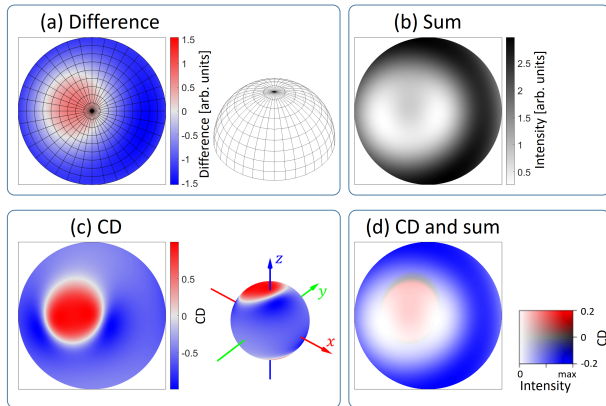 (a) Difference
1.5
1
0.5
0
-0.5
-1
-1.5
Difference [arb. units]
(b) Sum
2.5
2
1.5
1
0.5
Intensity [arb. units]
(c) CD
0.5
0
-0.5
CD
z
y
x
(d) CD and sum
0.2
0
-0.2
CD
0 max
Intensity